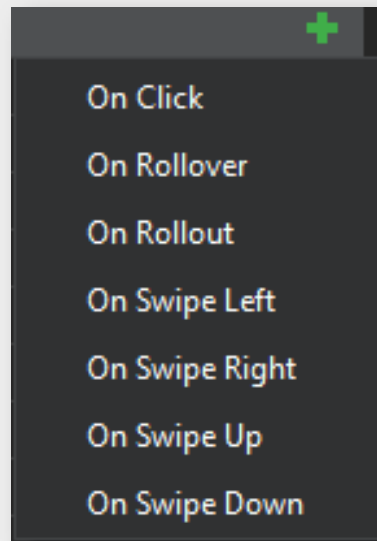 On Click
On Rollover
On Rollout
On Swipe Left
On Swipe Right
On Swipe Up
On Swipe Down